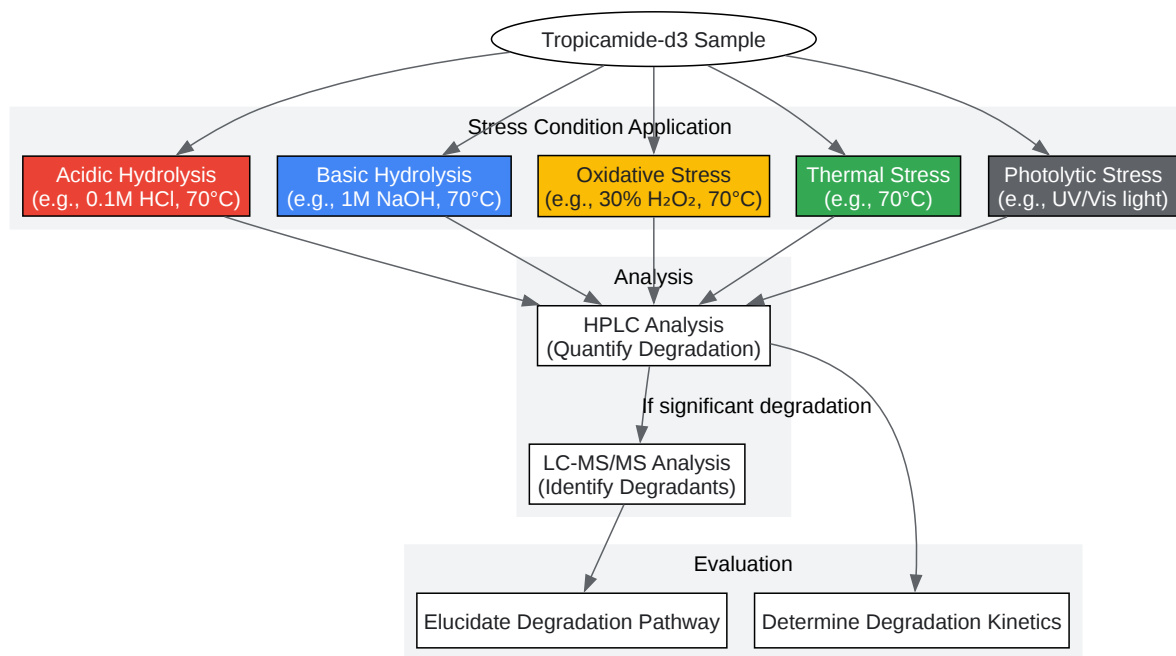 Tropicamide-d3 Sample
Stress Condition Application
Acidic Hydrolysis
(e.g., 0.1M HCl, 70°C)
Basic Hydrolysis
(e.g., 1M NaOH, 70°C)
Oxidative Stress
(e.g., 30% H₂O₂, 70°C)
Thermal Stress
(e.g., 70°C)
Photolytic Stress
(e.g., UV/Vis light)
Analysis
HPLC Analysis
(Quantify Degradation)
If significant degradation
LC-MS/MS Analysis
(Identify Degradants)
Evaluation
Elucidate Degradation Pathway
Determine Degradation Kinetics